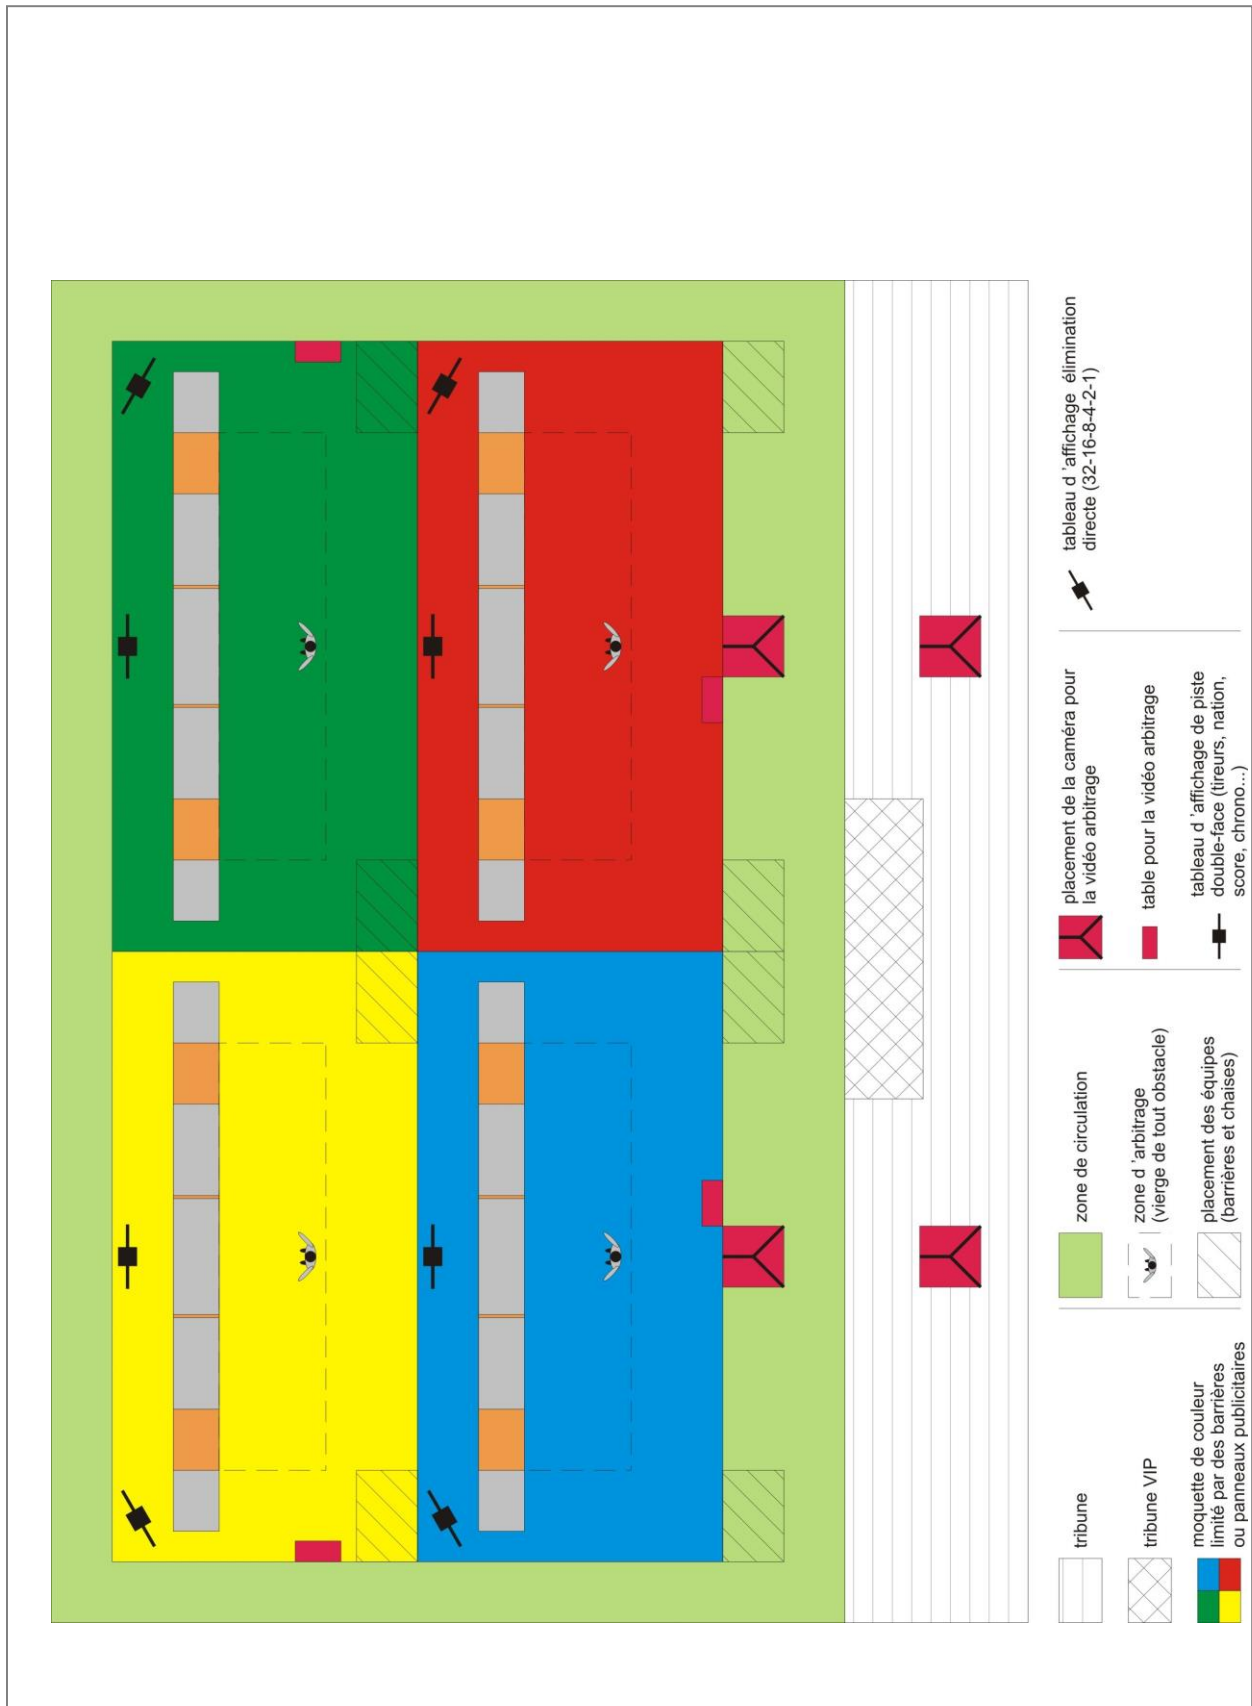 tribune
tribune VIP
moquette de couleur
limité par des barrières
ou panneaux publicitaires
zone de circulation
zone d 'arbitrage
(vierge de tout obstacle)
placement des équipes
(barrières et chaises)
placement de la caméra pour
la vidéo arbitrage
table pour la vidéo arbitrage
tableau d 'affichage de piste
double-face (tireurs, nation,
score, chrono...)
tableau d 'affichage élimination
directe (32-16-8-4-2-1)